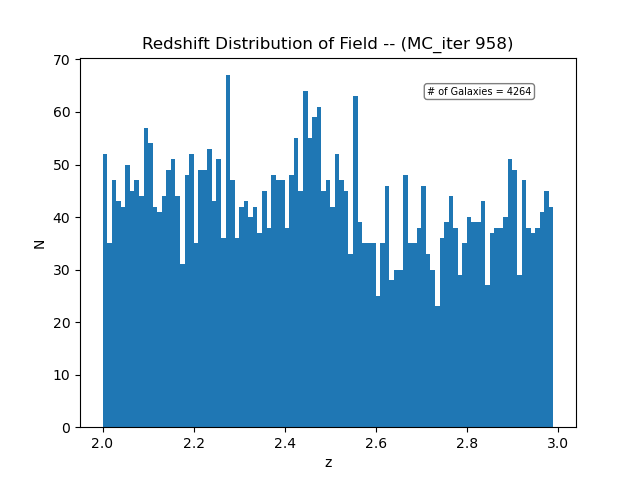 Redshift Distribution of Field -- (MC_iter 958)
# of Galaxies = 4264
N
70
60
50
40
30
20
10
0
2.0 2.2 2.4 2.6 2.8 3.0
z